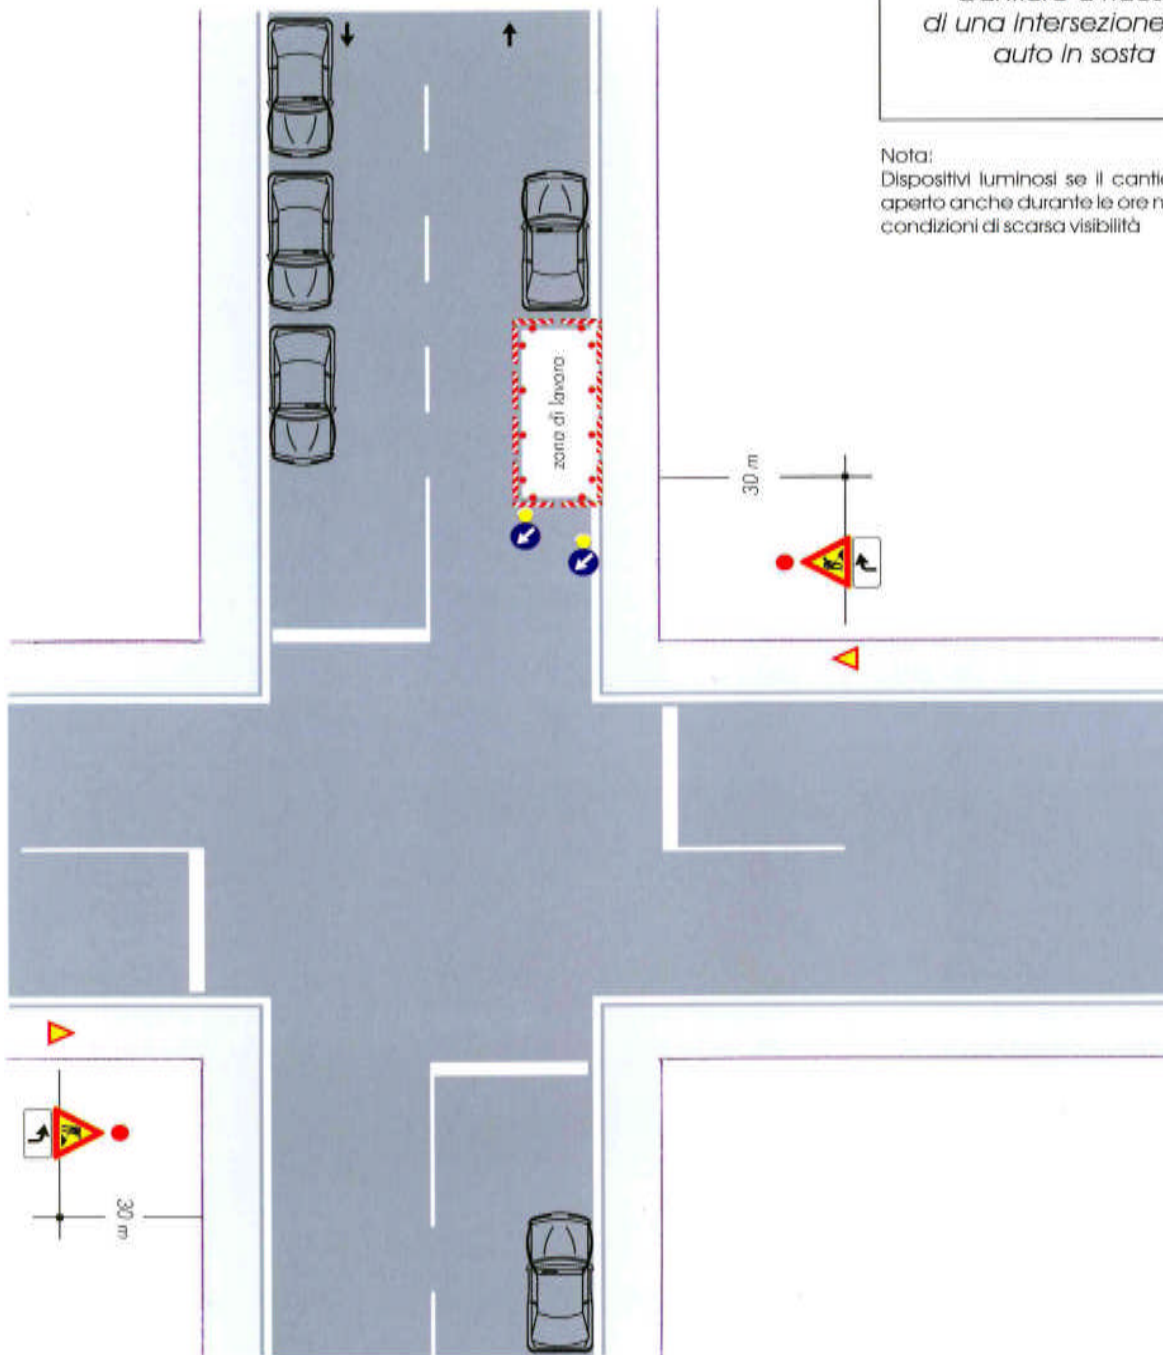 di una intersezione
auto in sosta
Nota:
Dispositivi luminosi se il cantie
aperto anche durante le ore n
condizioni di scarsa visibilità
zona di lavoro
30 m
30 m